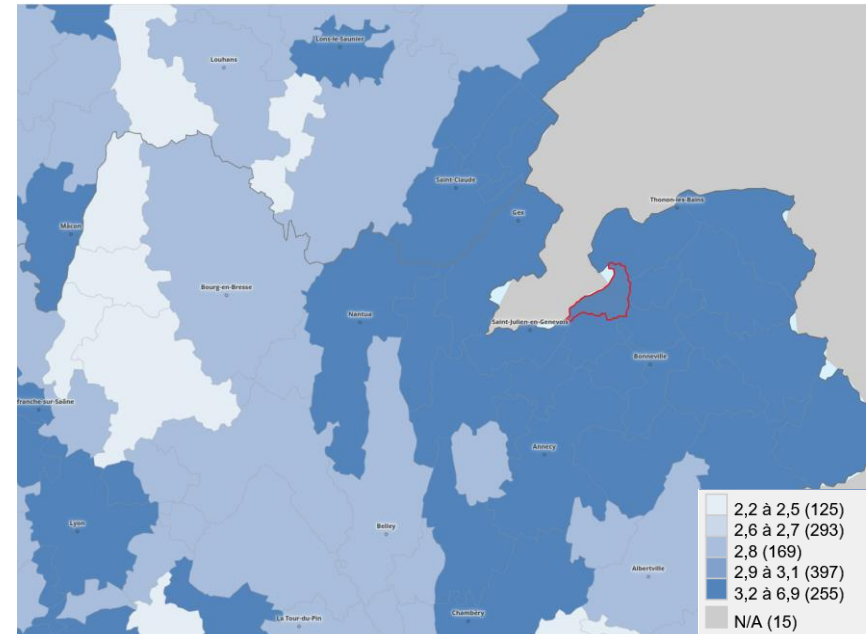 Lons-le-Saunier
Louhans
Saint-Claude
Thonon-les-Bains
Gex
Mâcon
Bourg-en-Bresse
Nantua
Saint-Julien-en-Genevois
Bonneville
franche-sur-Saône
Annecy
Lyon
Belley
Albertville
La Tour-du-Pin
Chambéry
2,2 à 2,5 (125)
2,6 à 2,7 (293)
2,8 (169)
2,9 à 3,1 (397)
3,2 à 6,9 (255)
N/A (15)